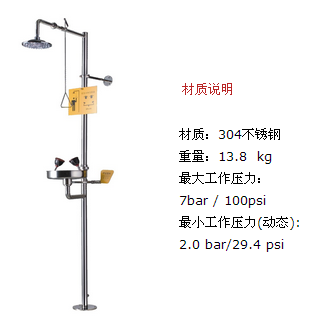 材质说明
材质：304不锈钢
重量：13.8 kg
最大工作压力：
7bar / 100psi
最小工作压力(动态):
2.0 bar/29.4 psi